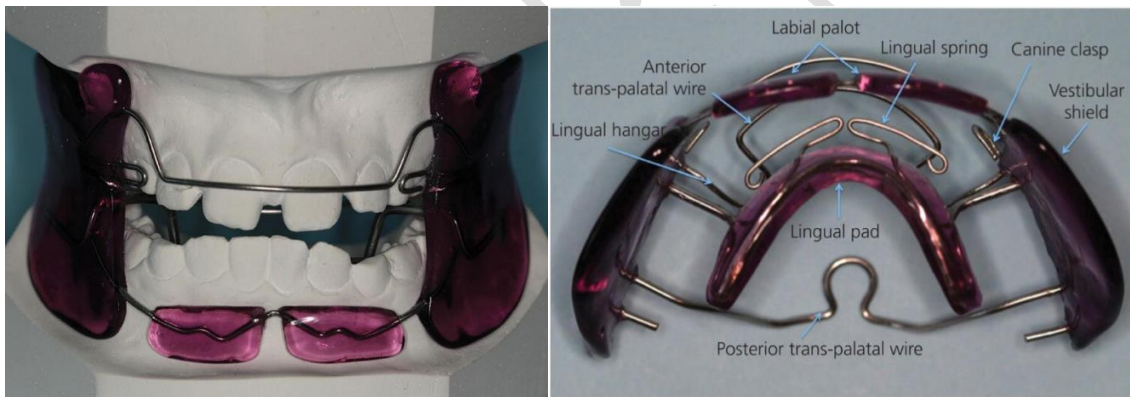 Labial palot
Lingual spring
Canine clasp
Anterior
trans-palatal wire
Vestibular
shield
Lingual hangar
Lingual pad
Posterior trans-palatal wire